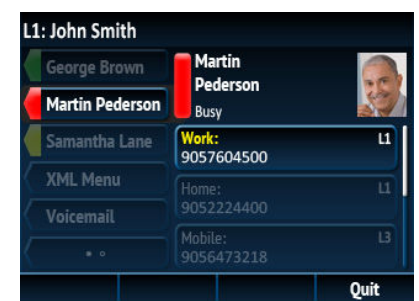 L1: John Smith
George Brown
Martin Pederson
Samantha Lane
XML Menu
Voicemail
Martin
Pederson
Busy
Work: L1
9057604500
Home: L1
9052224400
Mobile: L3
9056473218
Quit